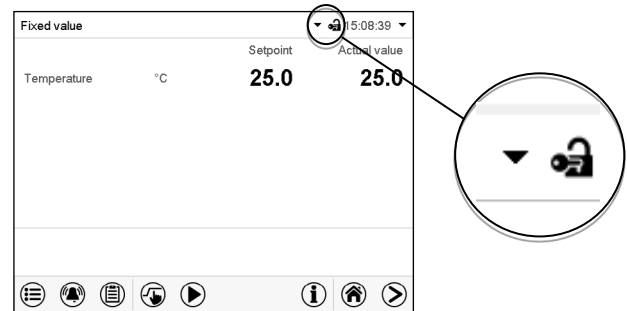 Fixed value 15:08:39
Setpoint Actual value
Temperature °C 25.0 25.0